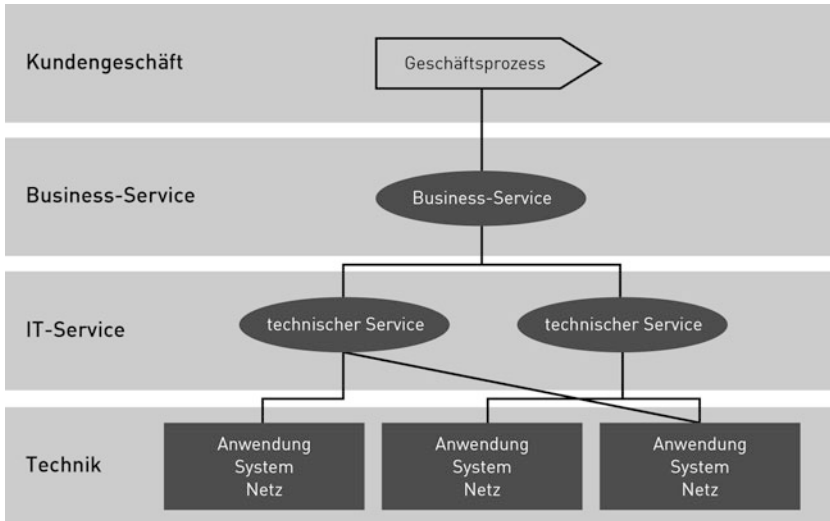 Kundengeschäft
Geschäftsprozess
Business-Service
Business-Service
IT-Service
technischer Service
technischer Service
Technik
Anwendung
System
Netz
Anwendung
System
Netz
Anwendung
System
Netz